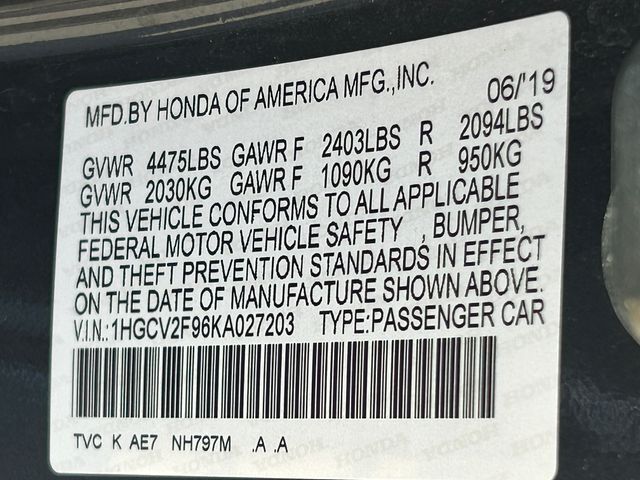 MFD.BY HONDA OF AMERICA MFG.,INC. 06/'19
GVWR 4475LBS GAWR F 2403LBS R 2094LBS
GVWR 2030KG GAWR F 1090KG R 950KG
THIS VEHICLE CONFORMS TO ALL APPLICABLE
FEDERAL MOTOR VEHICLE SAFETY , BUMPER,
AND THEFT PREVENTION STANDARDS IN EFFECT
ON THE DATE OF MANUFACTURE SHOWN ABOVE.
V.I.N.:1HGCV2F96KA027203 TYPE:PASSENGER CAR
TVC K AE7 NH797M .A .A